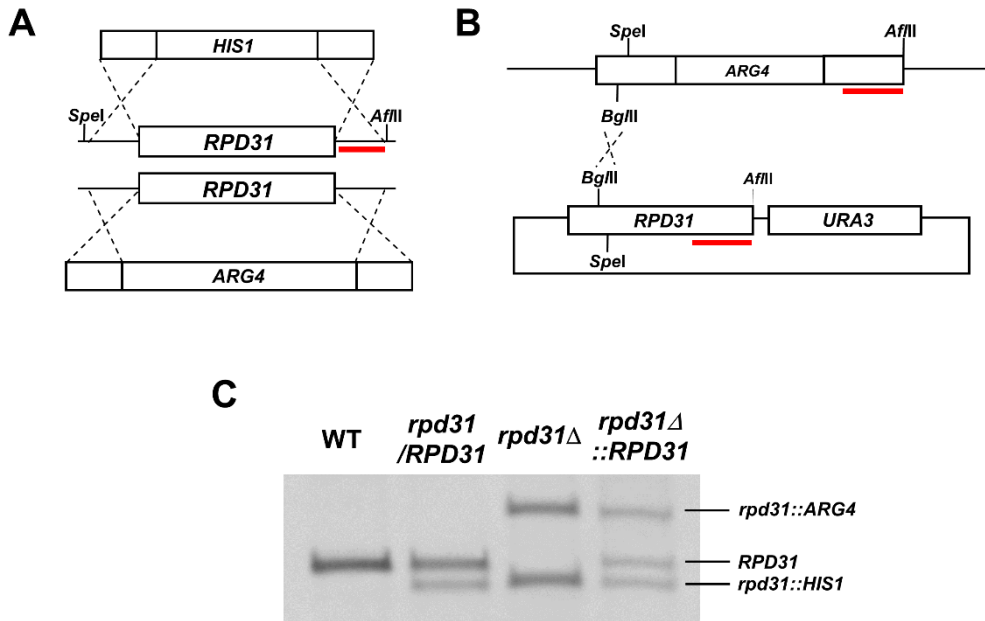 A
HIS1
SpeI
AflII
RPD31
RPD31
ARG4
B
SpeI
AflII
ARG4
BglII
BglII
AflII
RPD31
URA3
SpeI
C
WT
rpd31
/RPD31
rpd31Δ
rpd31Δ
::RPD31
rpd31::ARG4
RPD31
rpd31::HIS1